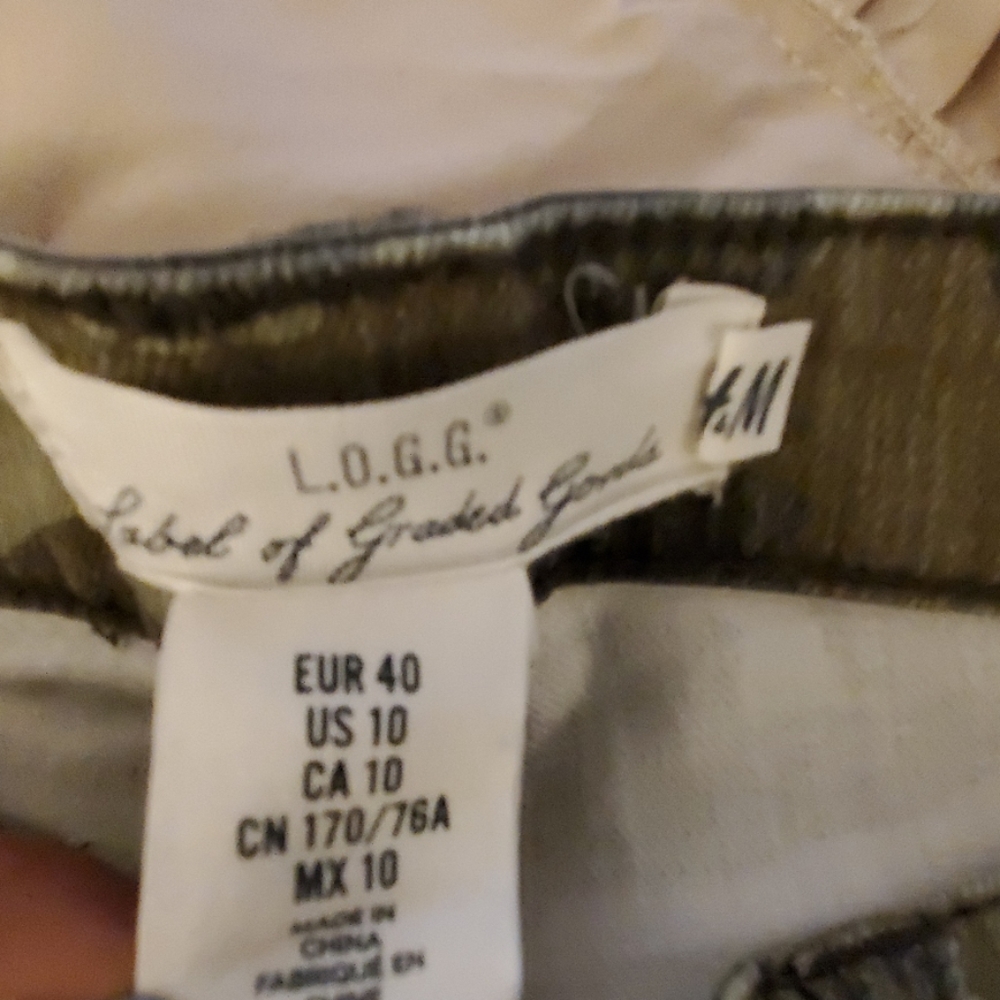 L.O.G.G.®
Label of Graded Goods
&M
EUR 40
US 10
CA 10
CN 170/76A
MX 10
MADE IN
CHINA
FABRIQUÉ EN
CHINE